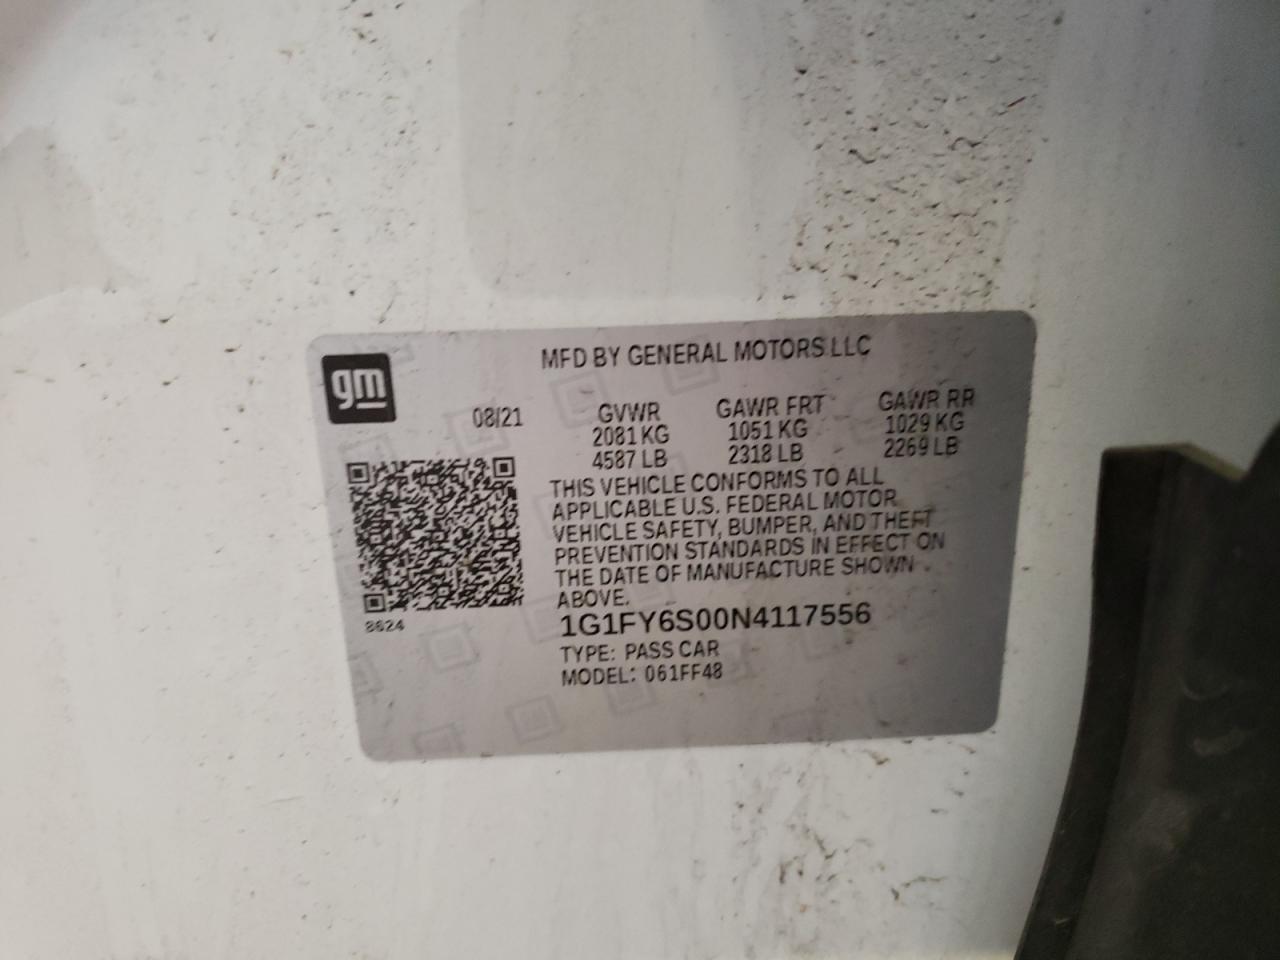 gm
MFD BY GENERAL MOTORS LLC
08/21
GVWR
2081 KG
4587 LB
GAWR FRT
1051 KG
2318 LB
GAWR RR
1029 KG
2269 LB
THIS VEHICLE CONFORMS TO ALL
APPLICABLE U.S. FEDERAL MOTOR
VEHICLE SAFETY, BUMPER, AND THEFT
PREVENTION STANDARDS IN EFFECT ON
THE DATE OF MANUFACTURE SHOWN
ABOVE.
8624
1G1FY6S00N4117556
TYPE: PASS CAR
MODEL: 061FF48